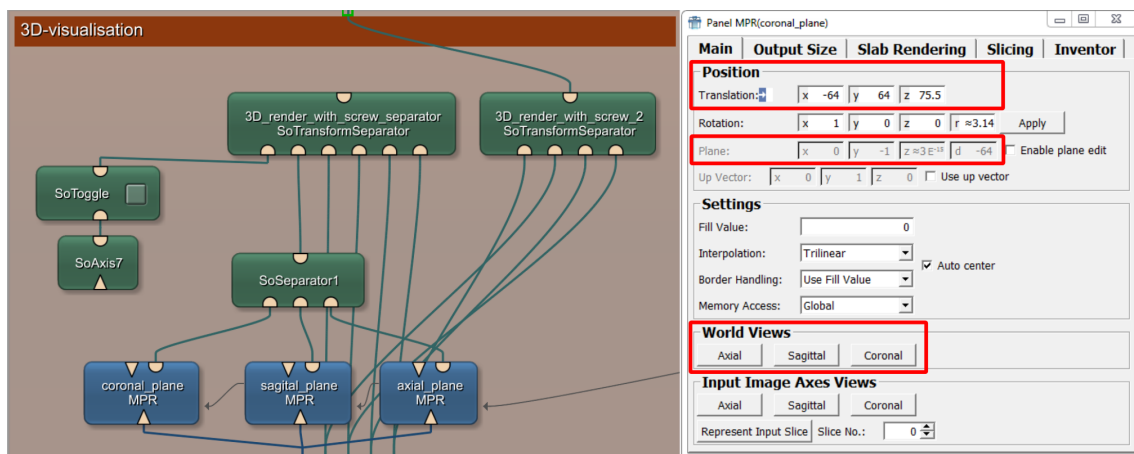 3D-visualisation
3D_render_with_screw_separator
SoTransformSeparator
3D_render_with_screw_2
SoTransformSeparator
SoToggle
SoAxis7
SoSeparator1
coronal_plane
MPR
sagital_plane
MPR
axial_plane
MPR
Panel MPR(coronal_plane)
Main Output Size Slab Rendering Slicing Inventor
Position
Translation: x -64 y 64 z 75.5
Rotation: x 1 y 0 z 0 r ≈3.14 Apply
Plane: x 0 y -1 z ≈3E⁻¹⁸ d -64 Enable plane edit
Up Vector: x 0 y 1 z 0 Use up vector
Settings
Fill Value: 0
Interpolation: Trilinear
Auto center
Border Handling: Use Fill Value
Memory Access: Global
World Views
Axial Sagittal Coronal
Input Image Axes Views
Axial Sagittal Coronal
Represent Input Slice Slice No.: 0